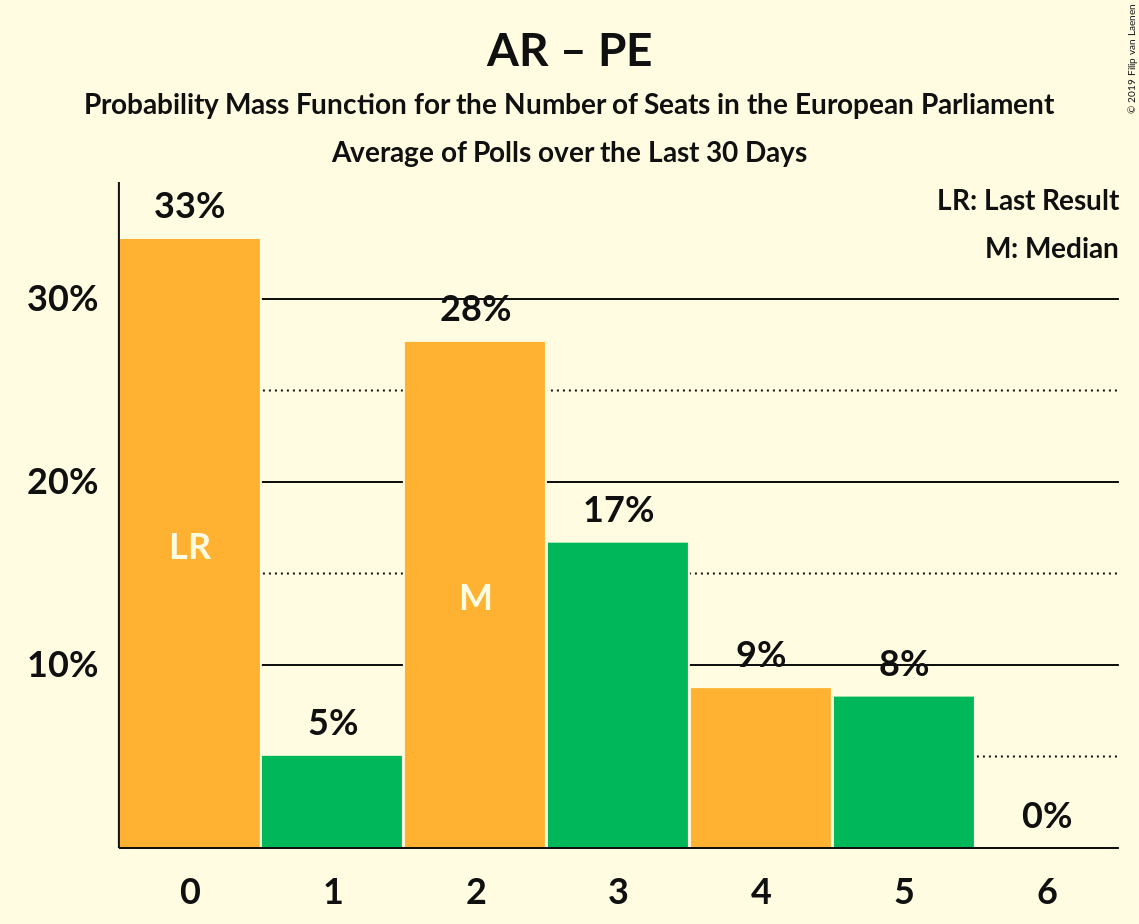 AR – PE
Probability Mass Function for the Number of Seats in the European Parliament
Average of Polls over the Last 30 Days
© 2019 Filip van Laenen
LR: Last Result
M: Median
33%
30%
28%
20%
17%
LR
M
10%
9%
8%
5%
0%
0 1 2 3 4 5 6